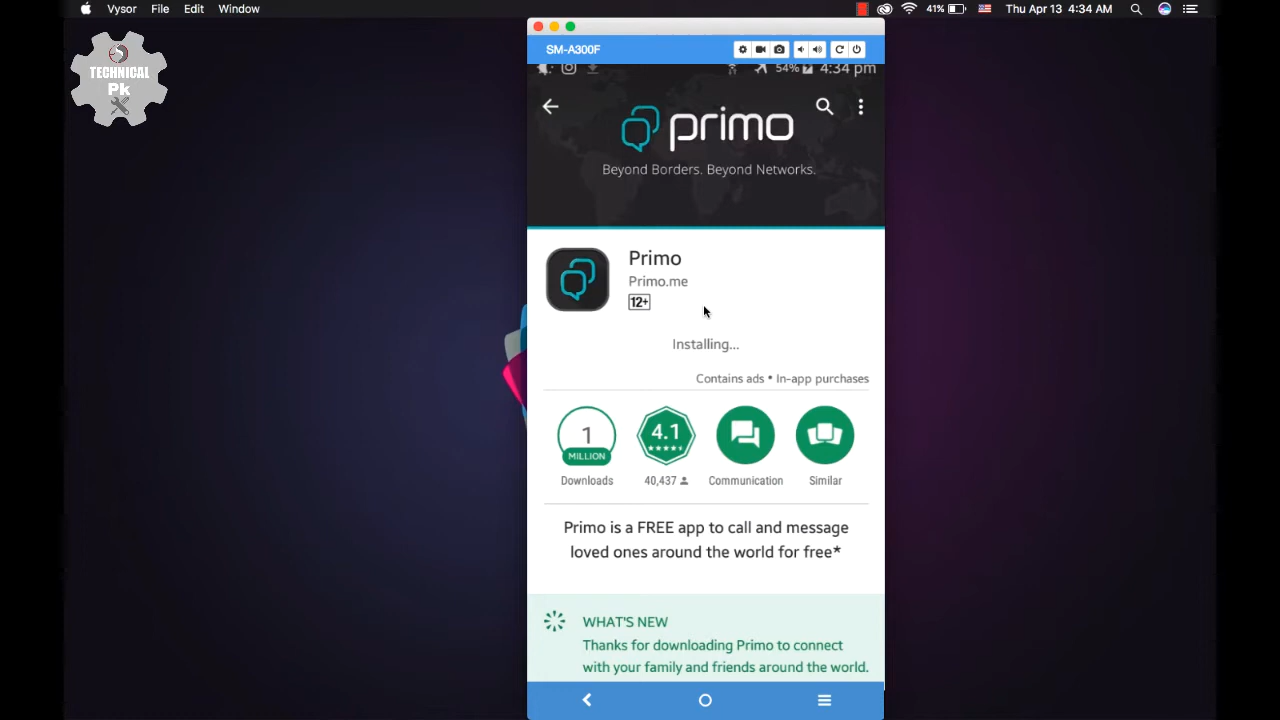 Vysor File Edit Window
41% Thu Apr 13 4:34 AM
TECHNICAL
Pk
SM-A300F
54% 4:34 pm
primo
Beyond Borders. Beyond Networks.
Primo
Primo.me
12+
Installing...
Contains ads • In-app purchases
1
MILLION
Downloads
4.1
40,437
Communication
Similar
Primo is a FREE app to call and message
loved ones around the world for free*
WHAT'S NEW
Thanks for downloading Primo to connect
with your family and friends around the world.